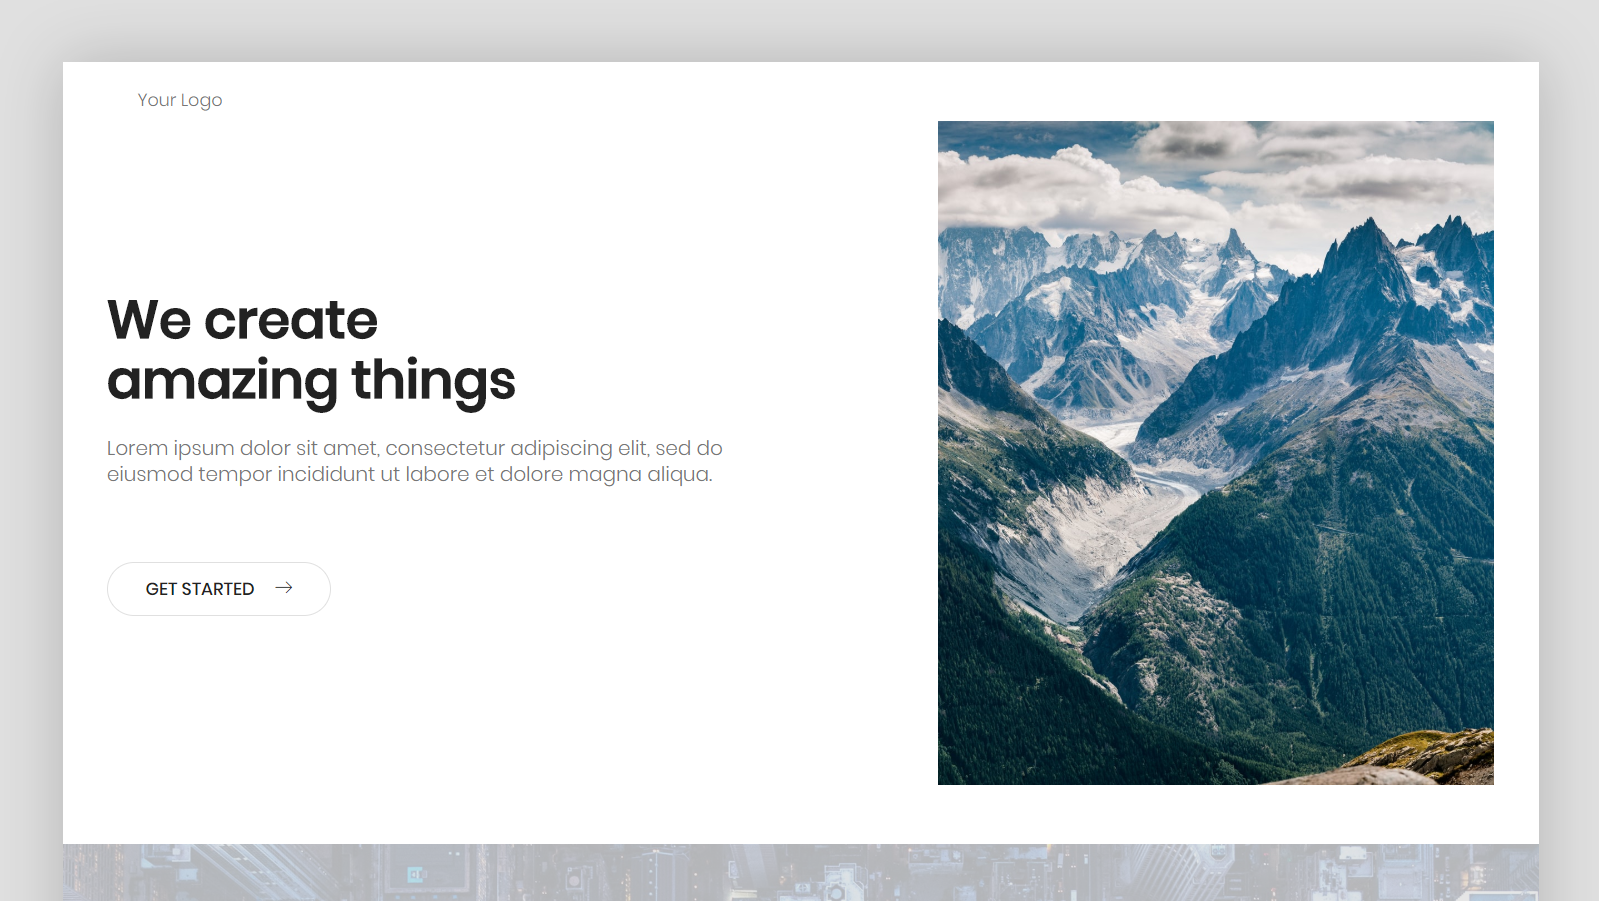 Your Logo
We create
amazing things
Lorem ipsum dolor sit amet, consectetur adipiscing elit, sed do
eiusmod tempor incididunt ut labore et dolore magna aliqua.
GET STARTED